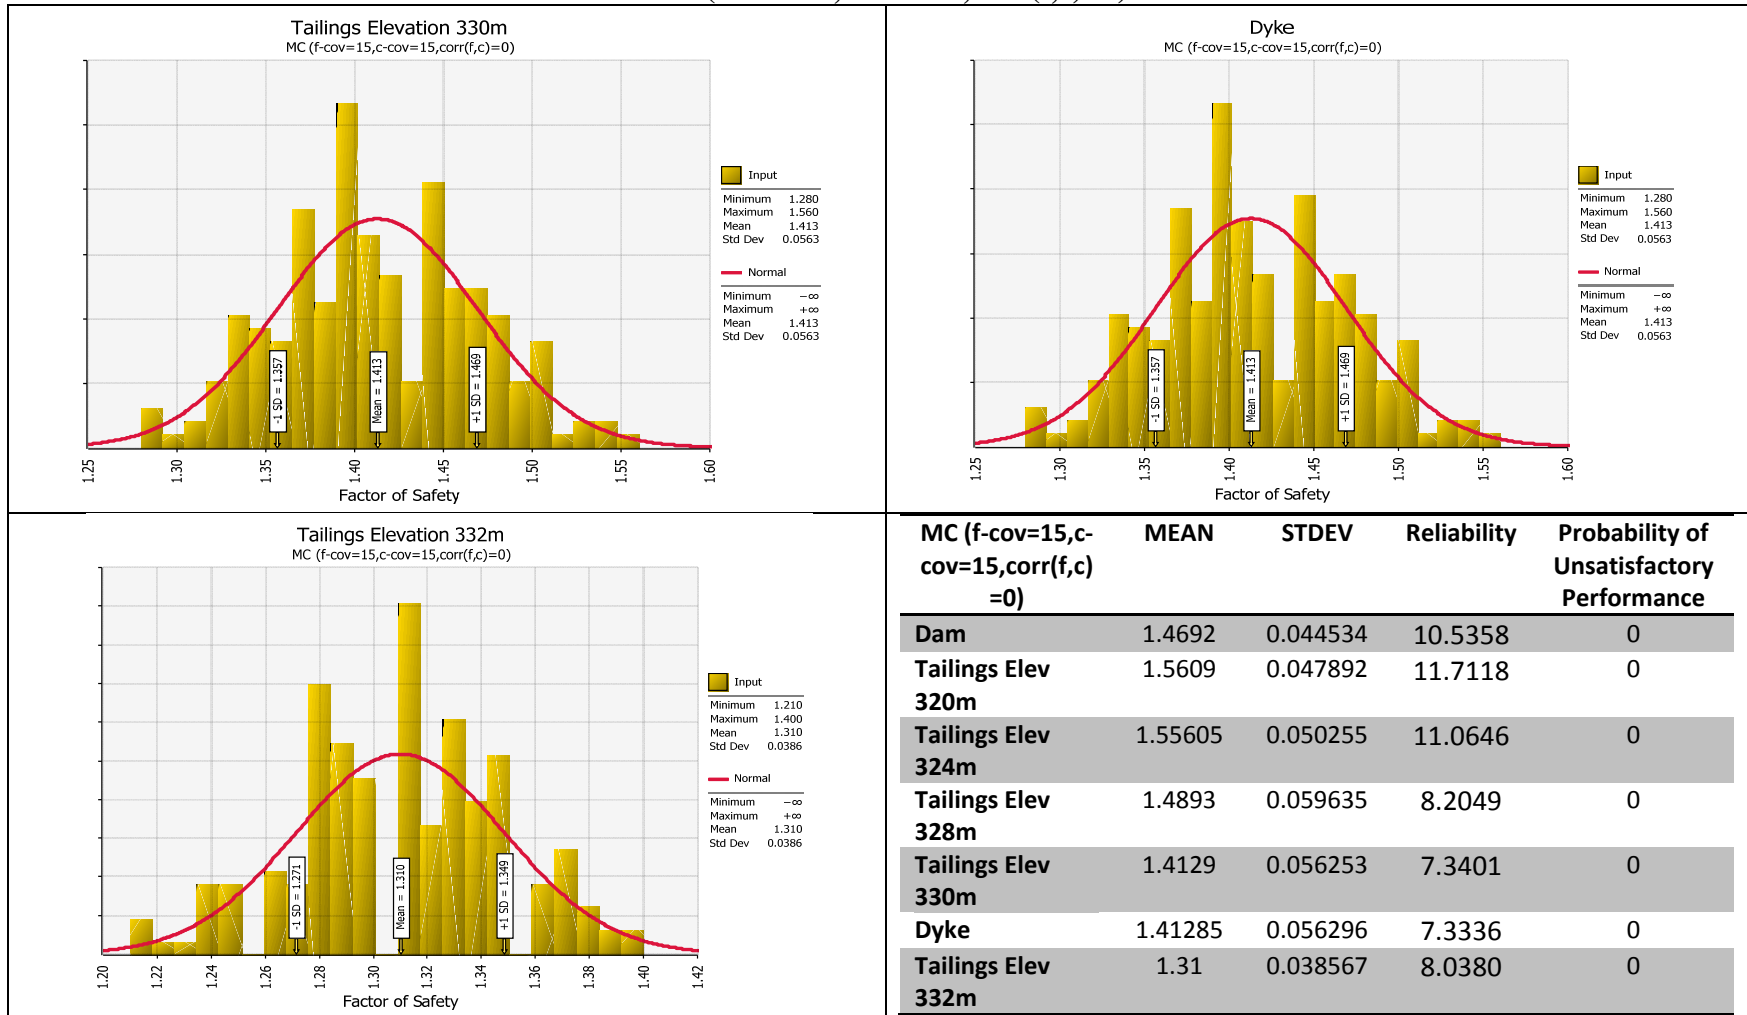 Tailings Elevation 330m
MC (f-cov=15,c-cov=15,corr(f,c)=0)
Input
Minimum 1.280
Maximum 1.560
Mean 1.413
Std Dev 0.0563
Normal
Minimum −∞
Maximum +∞
Mean 1.413
Std Dev 0.0563
-1 SD = 1.357
Mean = 1.413
+1 SD = 1.469
1.25 1.30 1.35 1.40 1.45 1.50 1.55 1.60
Factor of Safety
Dyke
MC (f-cov=15,c-cov=15,corr(f,c)=0)
Input
Minimum 1.280
Maximum 1.560
Mean 1.413
Std Dev 0.0563
Normal
Minimum −∞
Maximum +∞
Mean 1.413
Std Dev 0.0563
-1 SD = 1.357
Mean = 1.413
+1 SD = 1.469
1.25 1.30 1.35 1.40 1.45 1.50 1.55 1.60
Factor of Safety
Tailings Elevation 332m
MC (f-cov=15,c-cov=15,corr(f,c)=0)
Input
Minimum 1.210
Maximum 1.400
Mean 1.310
Std Dev 0.0386
Normal
Minimum −∞
Maximum +∞
Mean 1.310
Std Dev 0.0386
-1 SD = 1.271
Mean = 1.310
+1 SD = 1.349
1.20 1.22 1.24 1.26 1.28 1.30 1.32 1.34 1.36 1.38 1.40 1.42
Factor of Safety
MC (f-cov=15,c- MEAN STDEV Reliability Probability of
cov=15,corr(f,c) Unsatisfactory
=0) Performance
Dam 1.4692 0.044534 10.5358 0
Tailings Elev 1.5609 0.047892 11.7118 0
320m
Tailings Elev 1.55605 0.050255 11.0646 0
324m
Tailings Elev 1.4893 0.059635 8.2049 0
328m
Tailings Elev 1.4129 0.056253 7.3401 0
330m
Dyke 1.41285 0.056296 7.3336 0
Tailings Elev 1.31 0.038567 8.0380 0
332m